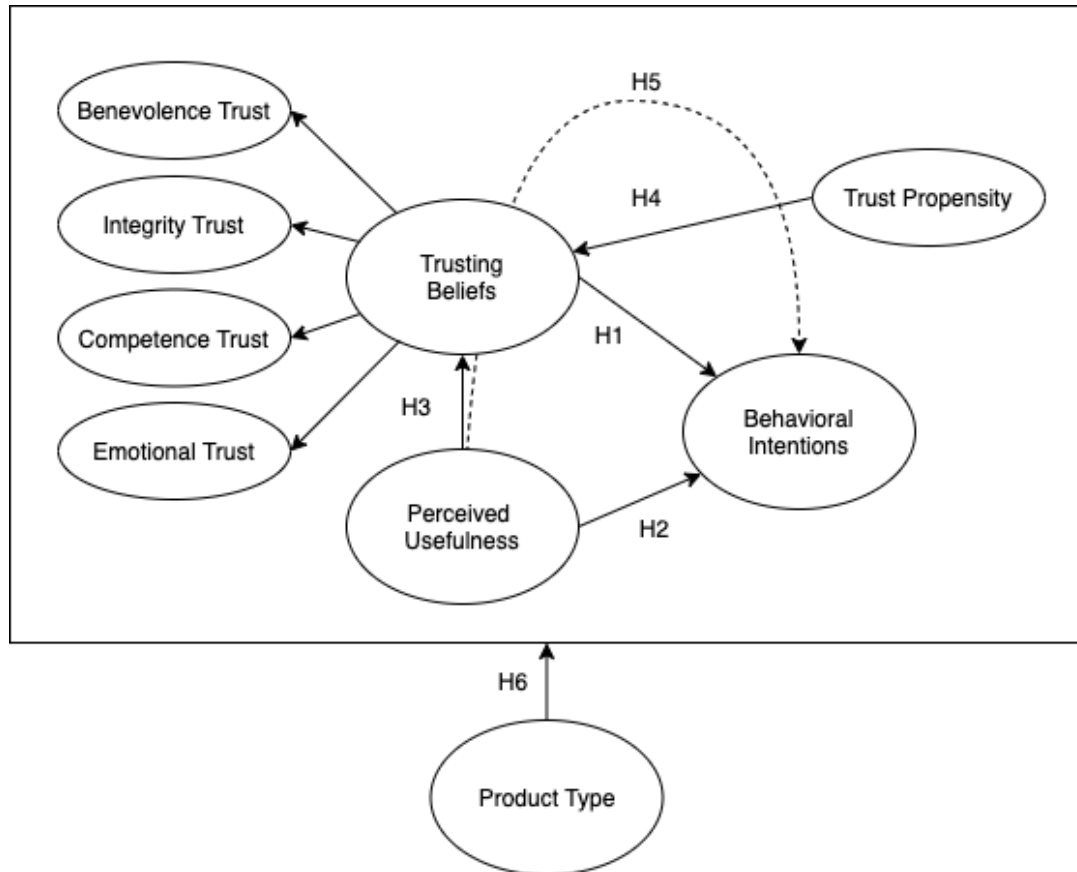 H5
Benevolence Trust
H4
Trust Propensity
Integrity Trust
Trusting
Beliefs
Competence Trust
H1
H3
Behavioral
Intentions
Emotional Trust
Perceived
Usefulness
H2
H6
Product Type